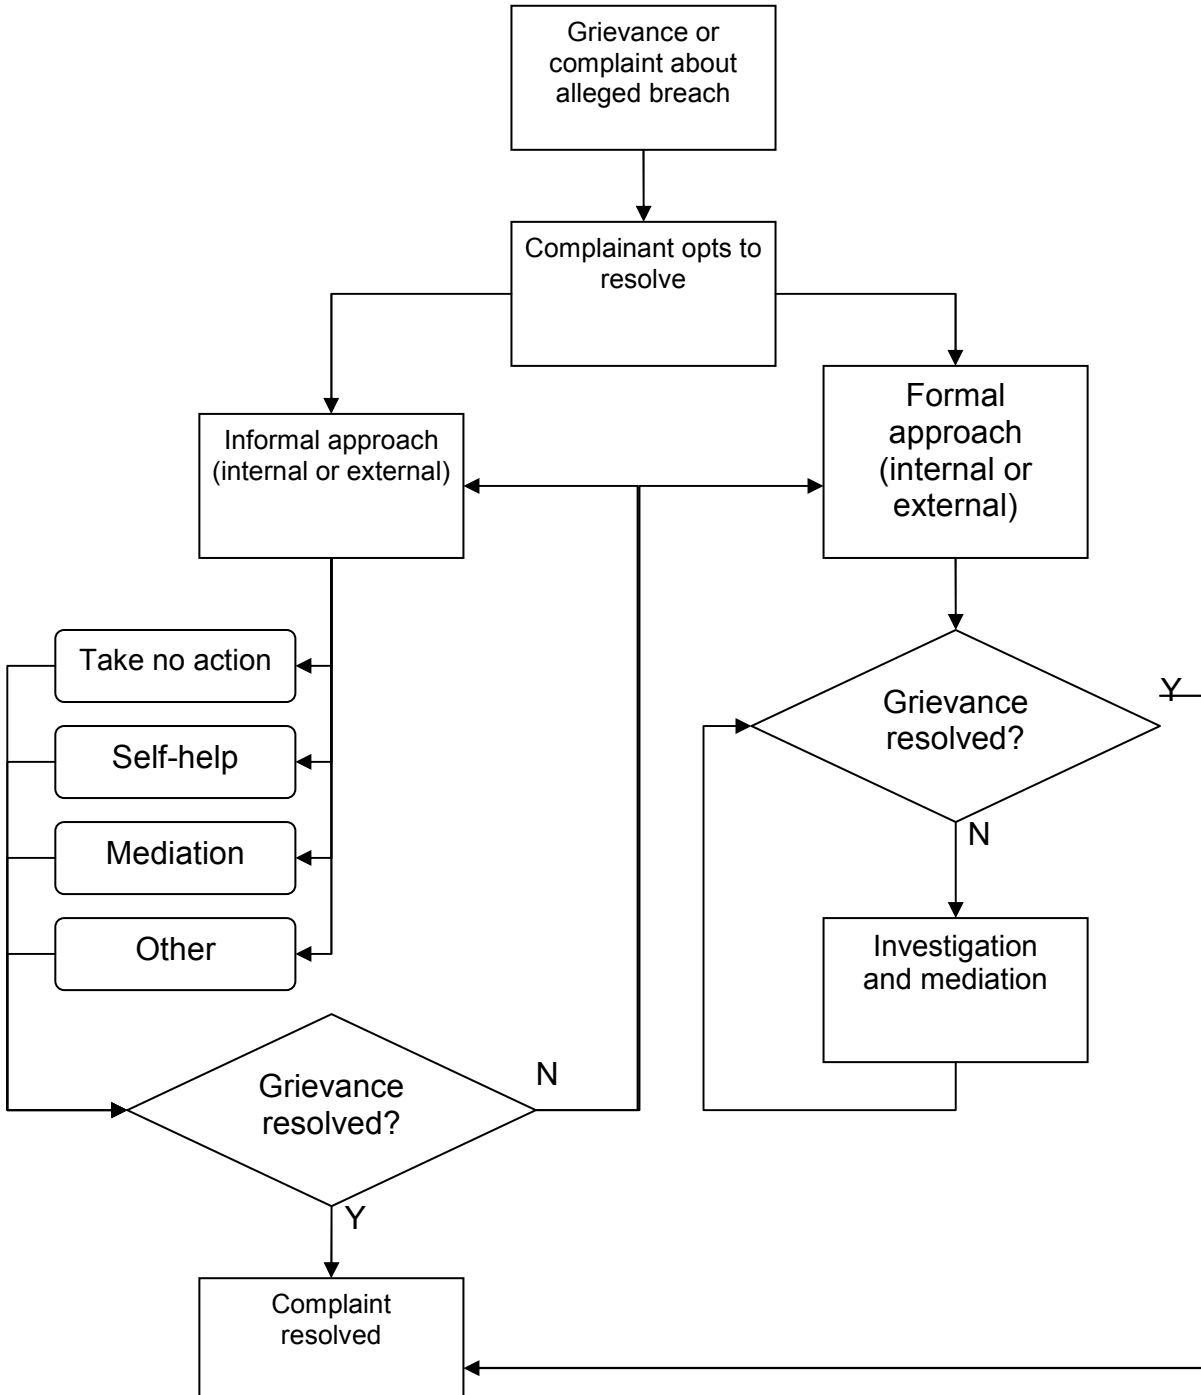 Grievance or
complaint about
alleged breach
Complainant opts to
resolve
Informal approach
(internal or external)
Formal
approach
(internal or
external)
Take no action
Self-help
Mediation
Other
Grievance
resolved?
Y
N
Investigation
and mediation
Grievance
resolved?
N
Y
Complaint
resolved